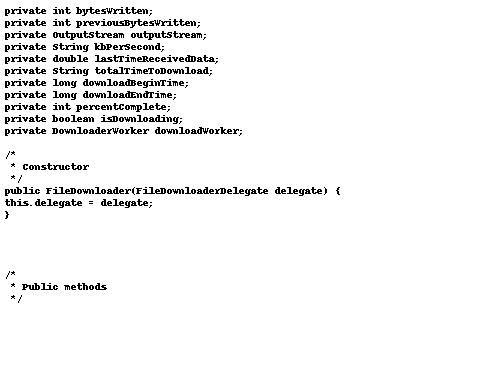 private int bytesWritten;
private int previousBytesWritten;
private OutputStream outputStream;
private String kbPerSecond;
private double lastTimeReceivedData;
private String totalTimeToDownload;
private long downloadBeginTime;
private long downloadEndTime;
private int percentComplete;
private boolean isDownloading;
private DownloaderWorker downloadWorker;
/*
 * Constructor
 */
public FileDownloader(FileDownloaderDelegate delegate) {
this.delegate = delegate;
}
/*
 * Public methods
 */